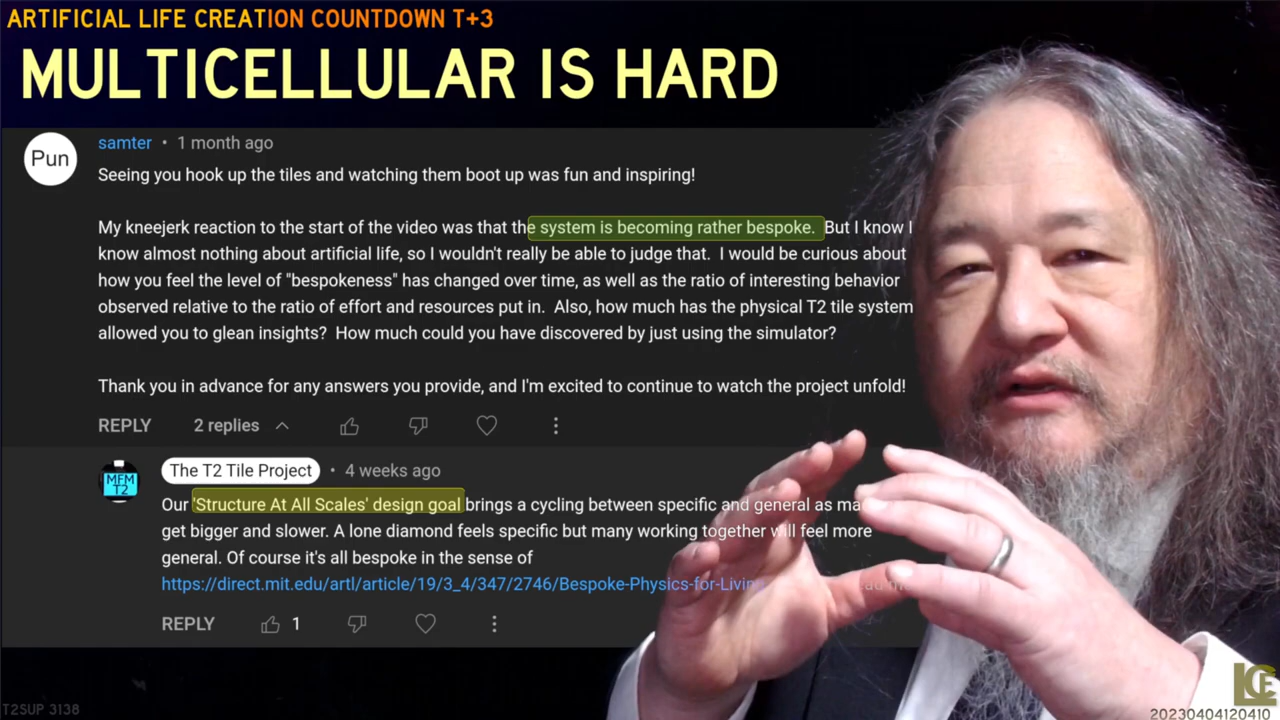 ARTIFICIAL LIFE CREATION COUNTDOWN T+3
MULTICELLULAR IS HARD
Pun
samter • 1 month ago
Seeing you hook up the tiles and watching them boot up was fun and inspiring!
My kneejerk reaction to the start of the video was that the system is becoming rather bespoke. But I know I
know almost nothing about artificial life, so I wouldn't really be able to judge that. I would be curious about
how you feel the level of "bespokeness" has changed over time, as well as the ratio of interesting behavior
observed relative to the ratio of effort and resources put in. Also, how much has the physical T2 tile system
allowed you to glean insights? How much could you have discovered by just using the simulator?
Thank you in advance for any answers you provide, and I'm excited to continue to watch the project unfold!
REPLY 2 replies
MFM
T2
The T2 Tile Project • 4 weeks ago
Our 'Structure At All Scales' design goal brings a cycling between specific and general as
get bigger and slower. A lone diamond feels specific but many working together will feel more
general. Of course it's all bespoke in the sense of
https://direct.mit.edu/artl/article/19/3_4/347/2746/Bespoke-Physics-for-Livin
REPLY 1
T2SUP 3138
20230404120410